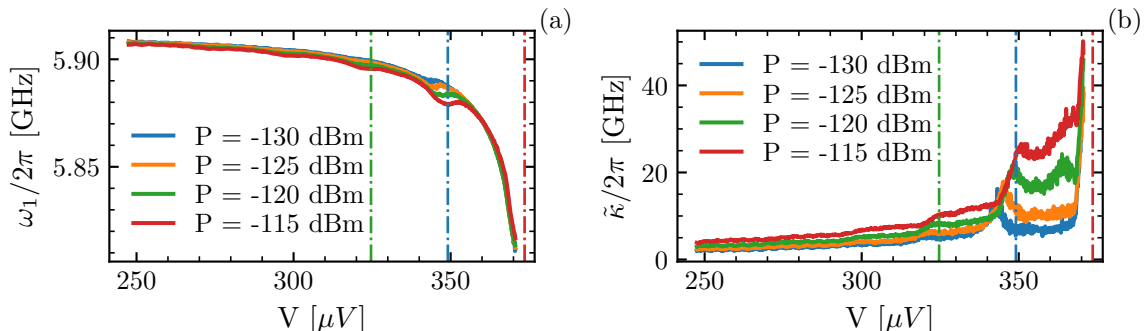 (a)
ω₁/2π [GHz]
5.90
5.85
P = -130 dBm
P = -125 dBm
P = -120 dBm
P = -115 dBm
250 300 350
V [μV]
(b)
κ̃/2π [GHz]
40
20
0
P = -130 dBm
P = -125 dBm
P = -120 dBm
P = -115 dBm
250 300 350
V [μV]